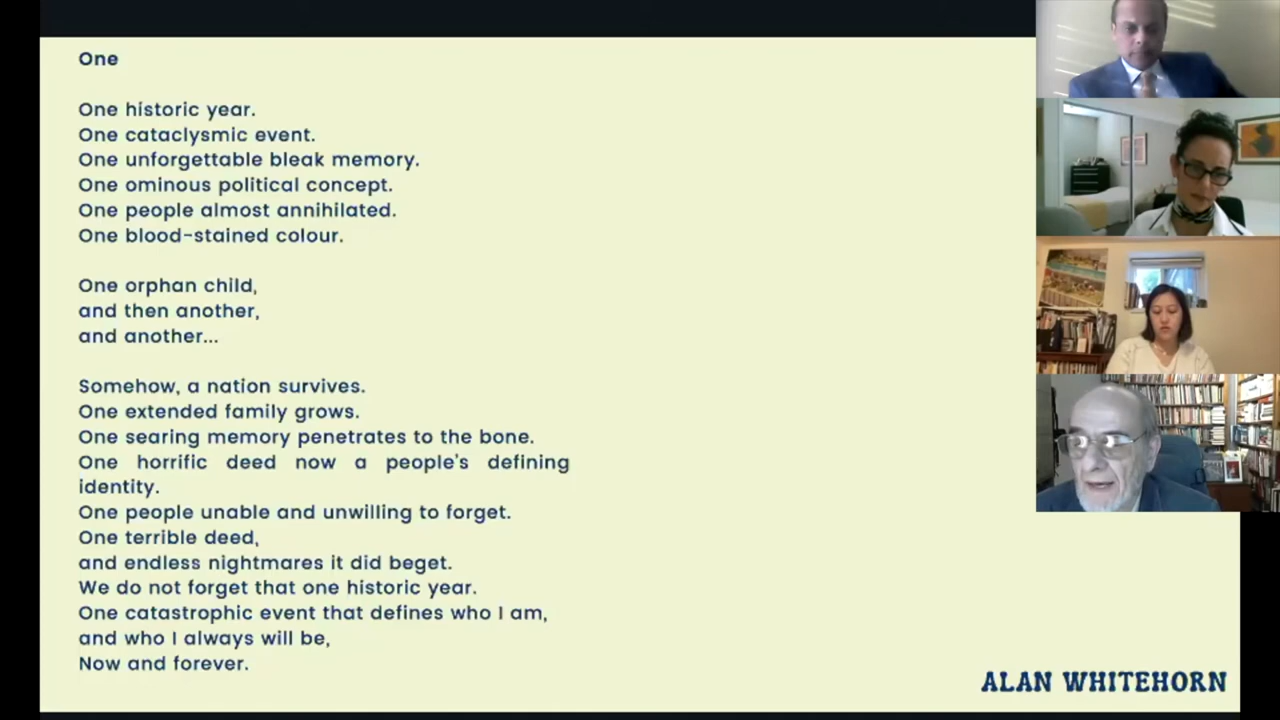 One
One historic year.
One cataclysmic event.
One unforgettable bleak memory.
One ominous political concept.
One people almost annihilated.
One blood-stained colour.
One orphan child,
and then another,
and another...
Somehow, a nation survives.
One extended family grows.
One searing memory penetrates to the bone.
One horrific deed now a people's defining
identity.
One people unable and unwilling to forget.
One terrible deed,
and endless nightmares it did beget.
We do not forget that one historic year.
One catastrophic event that defines who I am,
and who I always will be,
Now and forever.
ALAN WHITEHORN